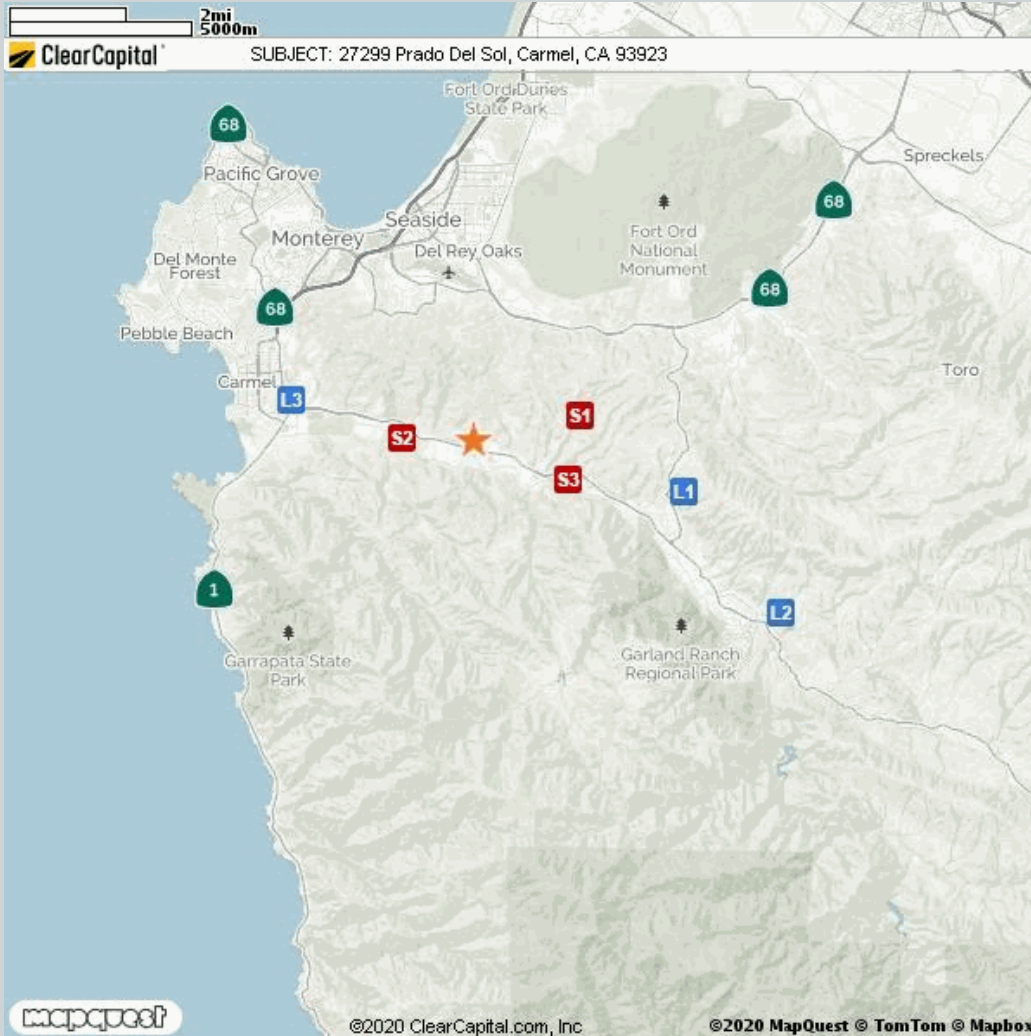 2mi
5000m
ClearCapital
SUBJECT: 27299 Prado Del Sol, Carmel, CA 93923
Fort Ord Dunes
State Park
68
Pacific Grove
Spreckels
68
Seaside
Monterey
Del Rey Oaks
Fort Ord
National
Monument
Del Monte
Forest
68
68
Pebble Beach
Toro
Carmel
L3
S1
S2
S3
L1
1
L2
Garrapata State
Park
Garland Ranch
Regional Park
mapquest
©2020 ClearCapital.com, Inc
©2020 MapQuest © TomTom © Mapbox